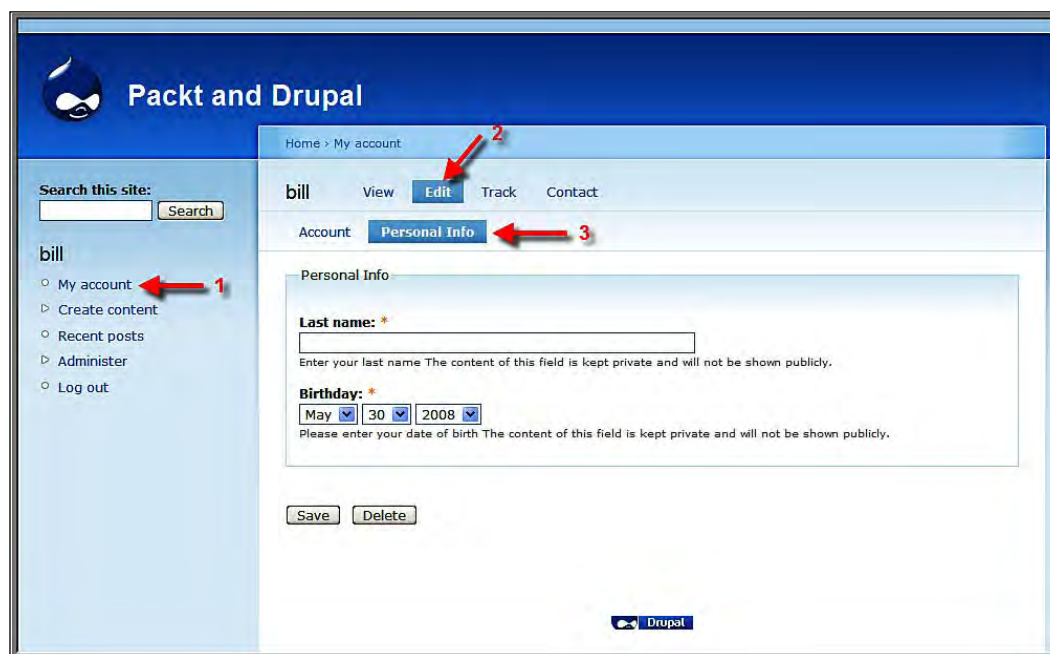 Packt and Drupal
Home › My account
2
Search this site:
Search
bill
My account
1
Create content
Recent posts
Administer
Log out
bill View Edit Track Contact
Account Personal Info
3
Personal Info
Last name: *
Enter your last name The content of this field is kept private and will not be shown publicly.
Birthday: *
May 30 2008
Please enter your date of birth The content of this field is kept private and will not be shown publicly.
Save Delete
Drupal